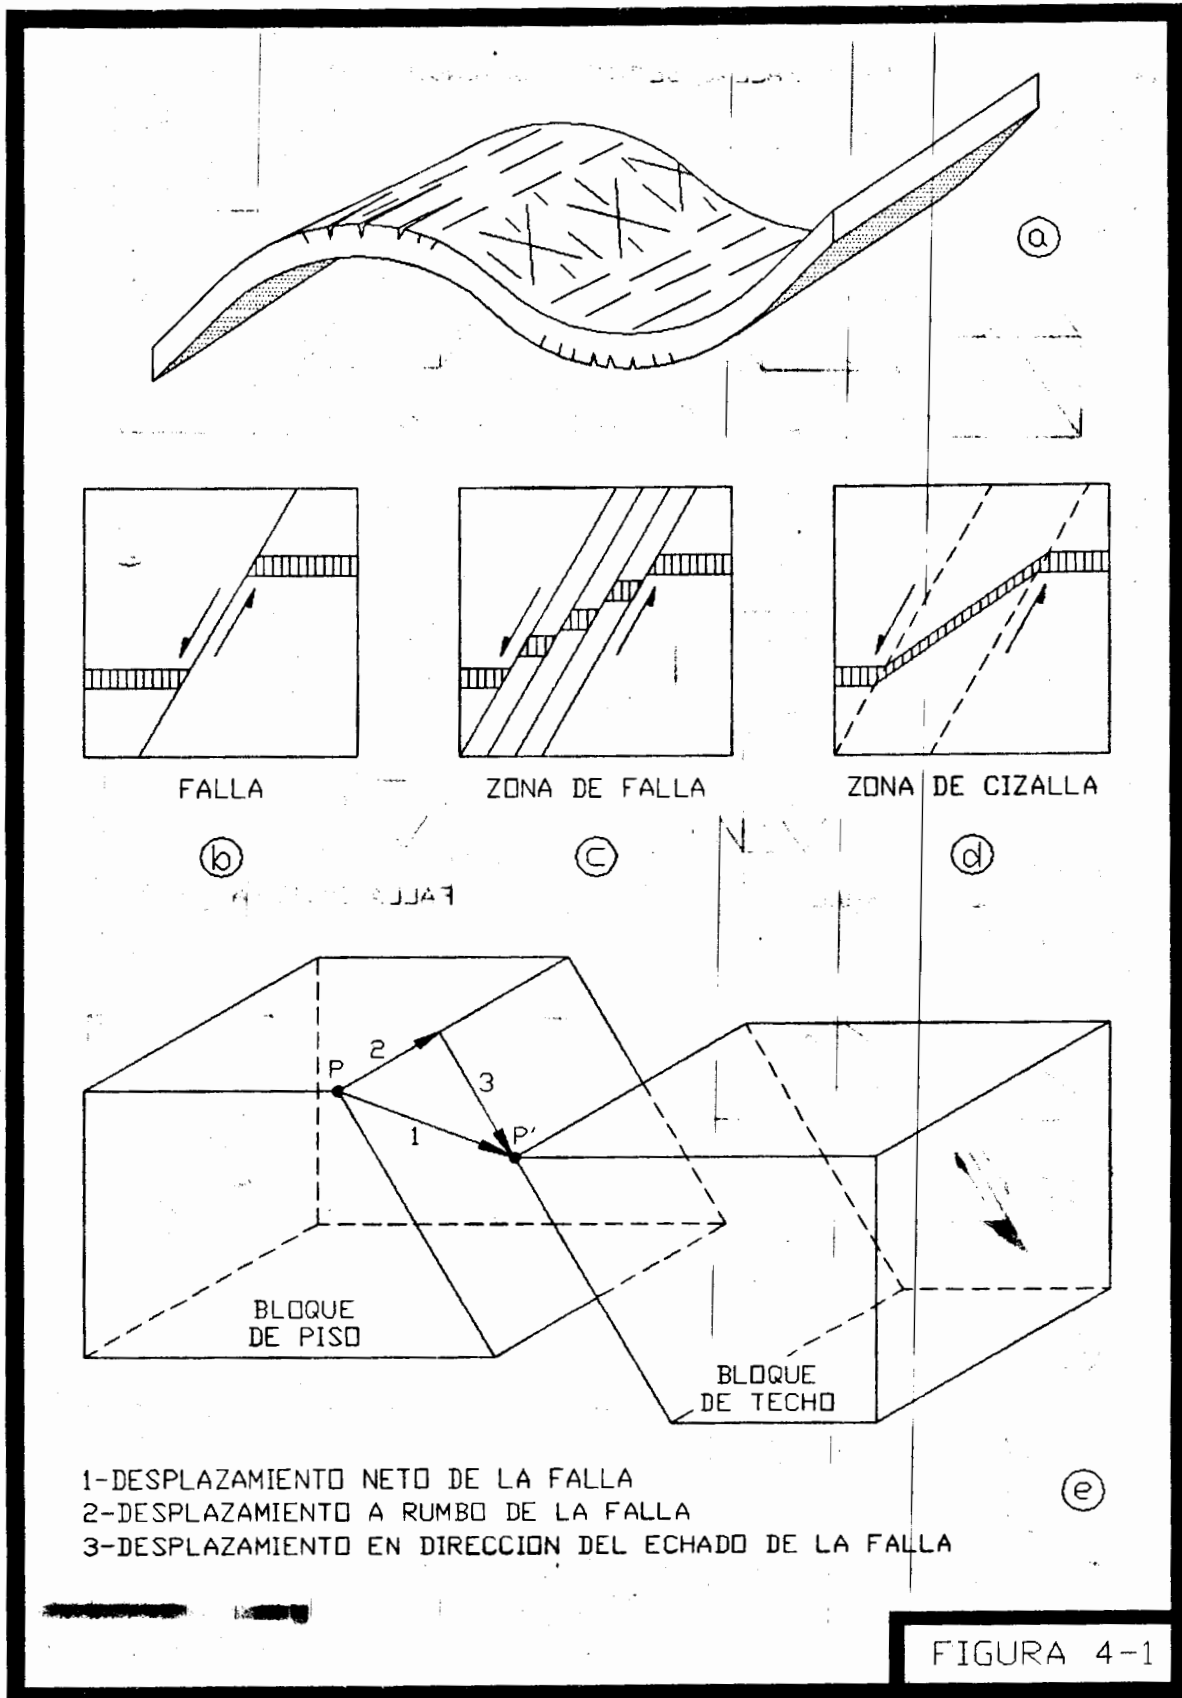 a
FALLA
ZONA DE FALLA
ZONA DE CIZALLA
b
c
d
FALLA
2
P
3
1
P'
BLOQUE
DE PISO
BLOQUE
DE TECHO
1-DESPLAZAMIENTO NETO DE LA FALLA
2-DESPLAZAMIENTO A RUMBO DE LA FALLA
3-DESPLAZAMIENTO EN DIRECCION DEL ECHADO DE LA FALLA
e
FIGURA 4-1